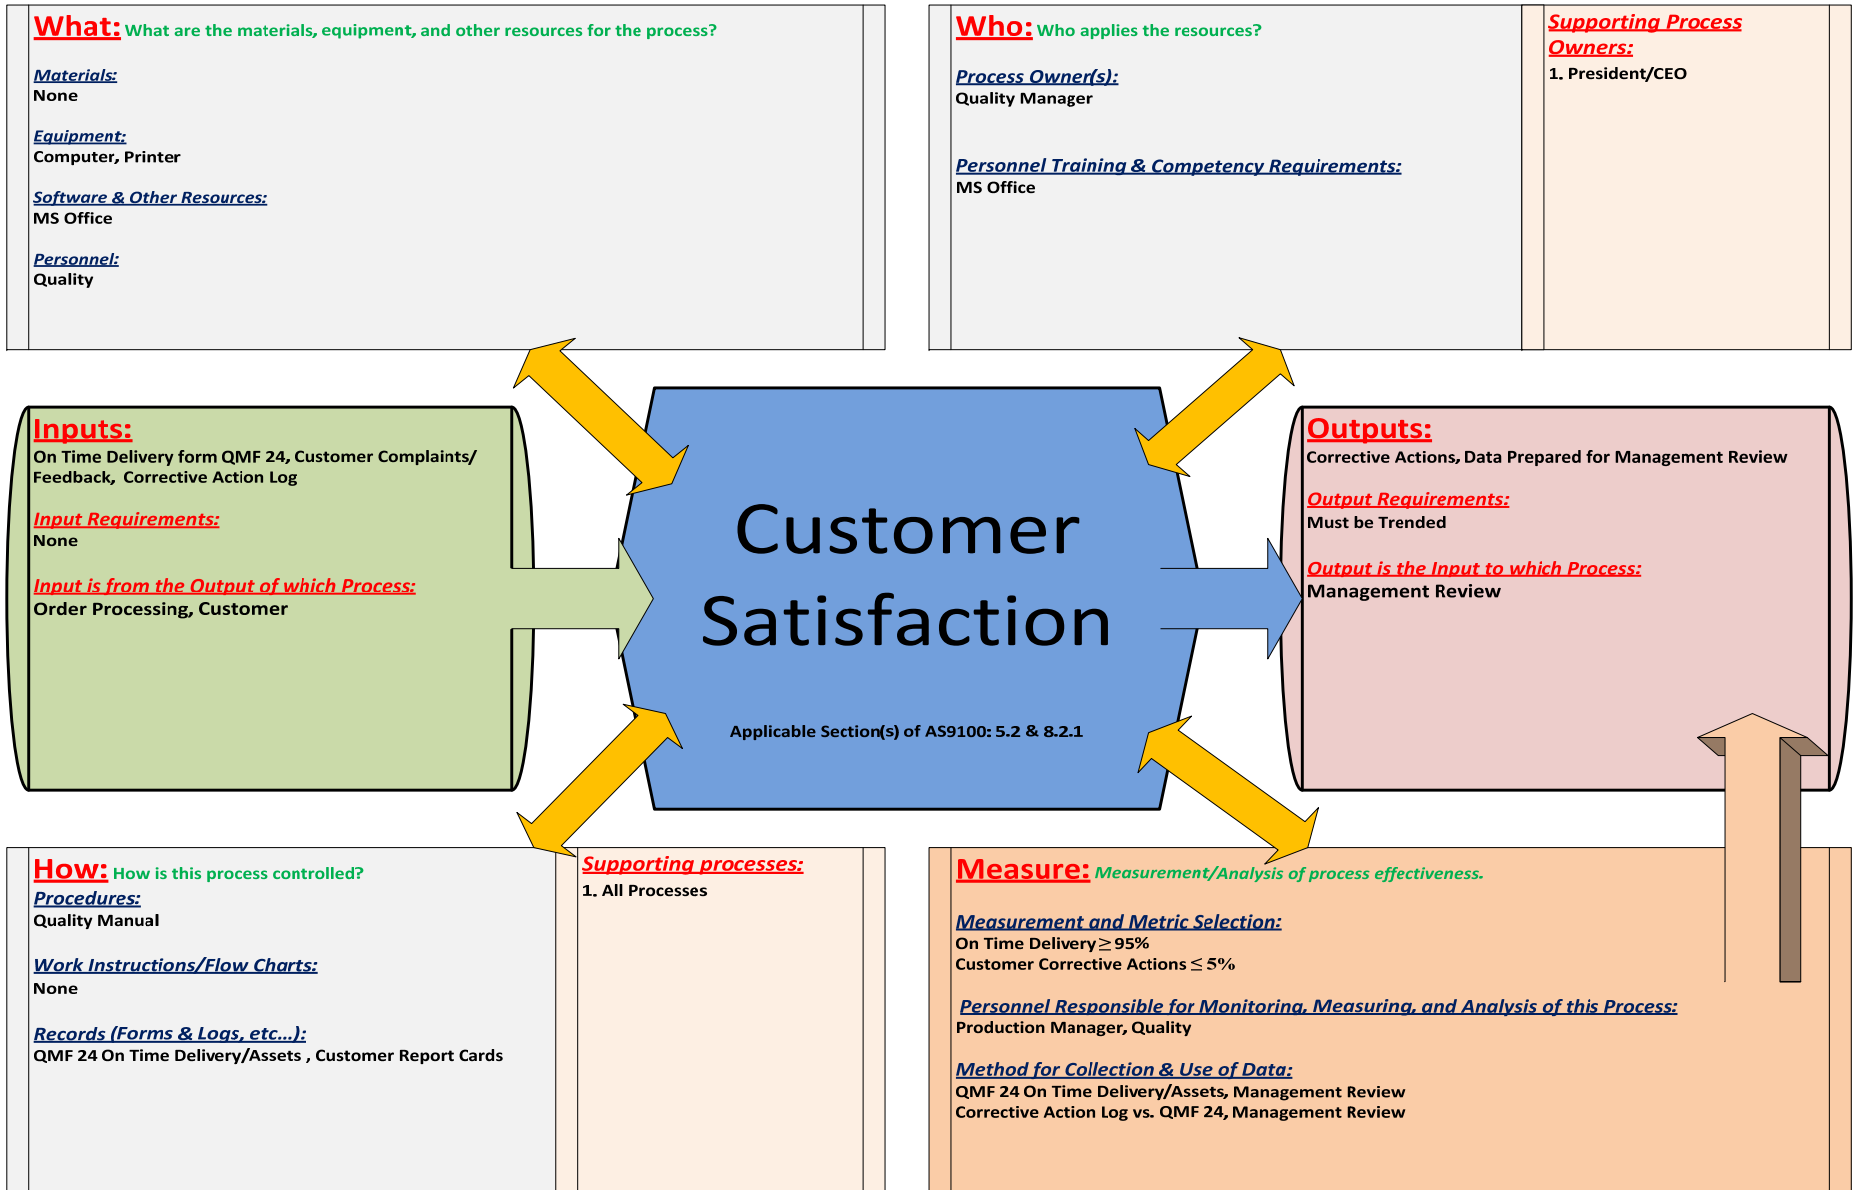 What: What are the materials, equipment, and other resources for the process?
Materials:
None
Equipment:
Computer, Printer
Software & Other Resources:
MS Office
Personnel:
Quality
Who: Who applies the resources?
Process Owner(s):
Quality Manager
Personnel Training & Competency Requirements:
MS Office
Supporting Process
Owners:
1. President/CEO
Inputs:
On Time Delivery form QMF 24, Customer Complaints/
Feedback, Corrective Action Log
Input Requirements:
None
Input is from the Output of which Process:
Order Processing, Customer
Customer
Satisfaction
Applicable Section(s) of AS9100: 5.2 & 8.2.1
Outputs:
Corrective Actions, Data Prepared for Management Review
Output Requirements:
Must be Trended
Output is the Input to which Process:
Management Review
How: How is this process controlled?
Procedures:
Quality Manual
Work Instructions/Flow Charts:
None
Records (Forms & Logs, etc...):
QMF 24 On Time Delivery/Assets , Customer Report Cards
Supporting processes:
1. All Processes
Measure: Measurement/Analysis of process effectiveness.
Measurement and Metric Selection:
On Time Delivery ≥ 95%
Customer Corrective Actions ≤ 5%
Personnel Responsible for Monitoring, Measuring, and Analysis of this Process:
Production Manager, Quality
Method for Collection & Use of Data:
QMF 24 On Time Delivery/Assets, Management Review
Corrective Action Log vs. QMF 24, Management Review